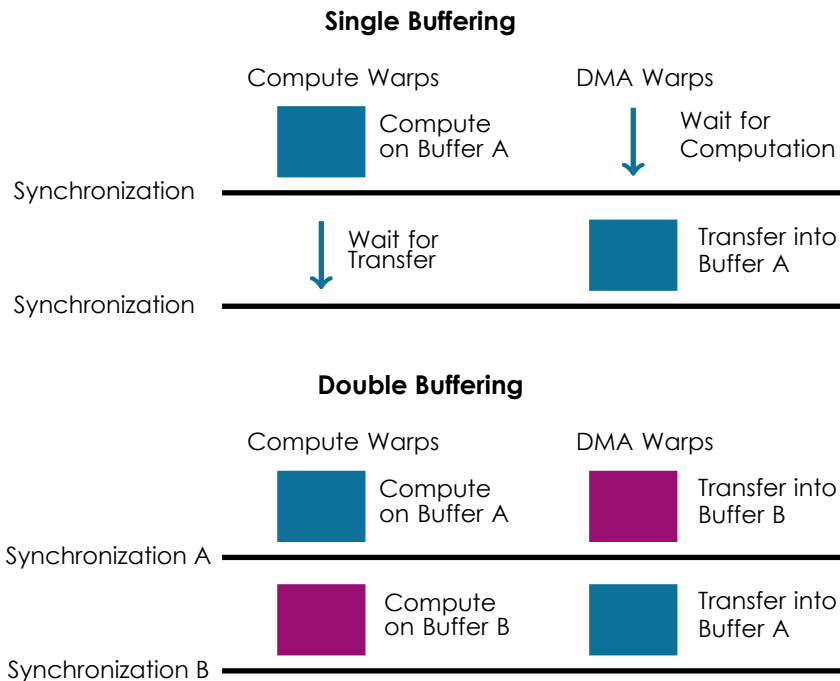 Single Buffering
Compute Warps
DMA Warps
Compute
on Buffer A
Wait for
Computation
Synchronization
Wait for
Transfer
Transfer into
Buffer A
Synchronization
Double Buffering
Compute Warps
DMA Warps
Compute
on Buffer A
Transfer into
Buffer B
Synchronization A
Compute
on Buffer B
Transfer into
Buffer A
Synchronization B